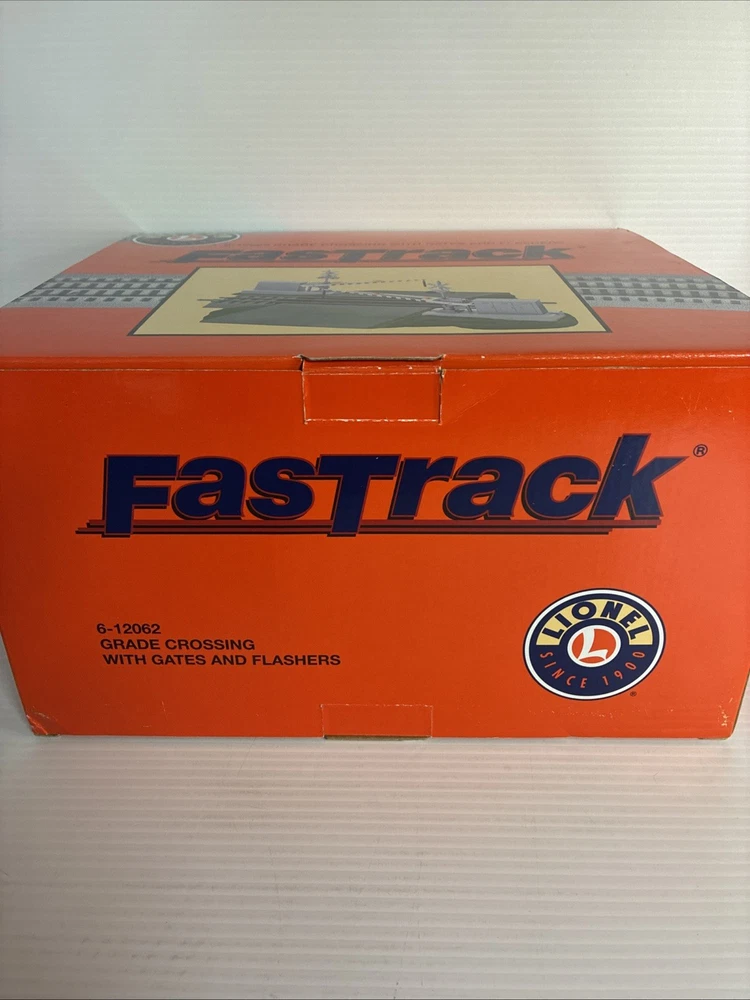 FasTrack
FasTrack®
6-12062
GRADE CROSSING
WITH GATES AND FLASHERS
LIONEL
L
SINCE 1900
®